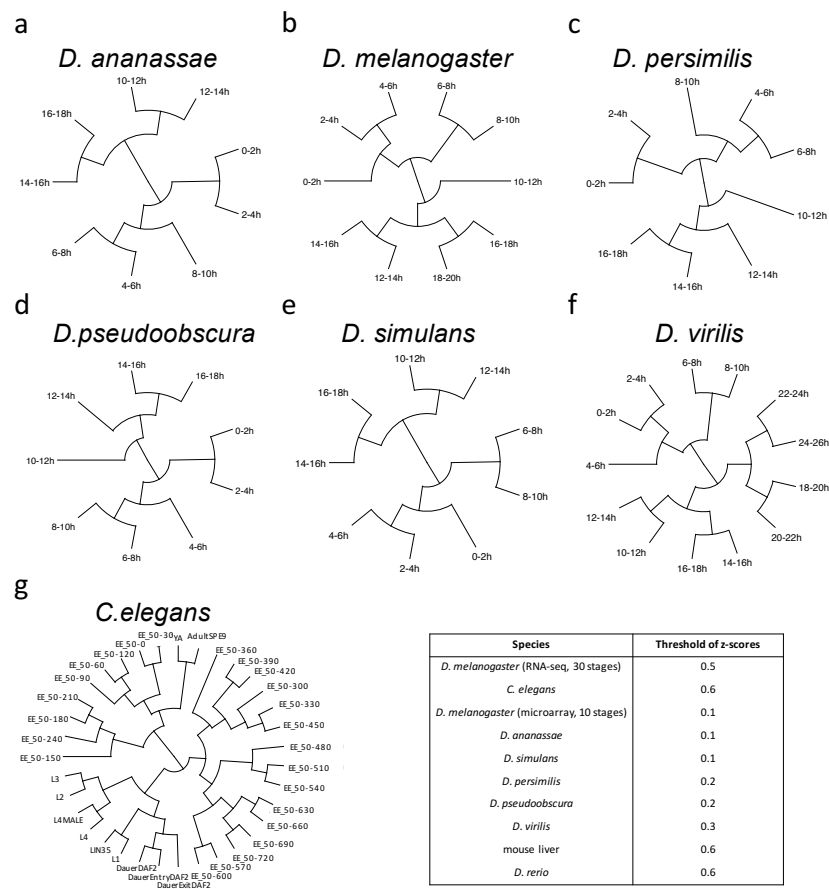 a
D. ananassae
10-12h
12-14h
16-18h
0-2h
14-16h
2-4h
6-8h
4-6h
8-10h
b
D. melanogaster
4-6h
6-8h
2-4h
8-10h
0-2h
10-12h
14-16h
16-18h
12-14h
18-20h
c
D. persimilis
8-10h
4-6h
2-4h
6-8h
0-2h
10-12h
16-18h
12-14h
14-16h
d
D.pseudoobscura
14-16h
16-18h
12-14h
0-2h
10-12h
2-4h
8-10h
4-6h
6-8h
e
D. simulans
10-12h
12-14h
16-18h
6-8h
14-16h
8-10h
4-6h
0-2h
2-4h
f
D. virilis
6-8h
8-10h
2-4h
22-24h
0-2h
24-26h
4-6h
18-20h
12-14h
20-22h
10-12h
14-16h
16-18h
g
C.elegans
EE_50-30
YA
AdultSPE9
EE_50-0
EE_50-360
EE_50-120
EE_50-390
EE_50-60
EE_50-420
EE_50-90
EE_50-300
EE_50-210
EE_50-330
EE_50-180
EE_50-450
EE_50-240
EE_50-480
EE_50-150
EE_50-510
L3
EE_50-540
L2
EE_50-630
L4MALE
EE_50-660
L4
EE_50-690
LIN35
EE_50-720
L1
EE_50-570
DauerDAF2
EE_50-600
DauerEntryDAF2
DauerExitDAF2
Species Threshold of z-scores
D. melanogaster (RNA-seq, 30 stages) 0.5
C. elegans 0.6
D. melanogaster (microarray, 10 stages) 0.1
D. ananassae 0.1
D. simulans 0.1
D. persimilis 0.2
D. pseudoobscura 0.2
D. virilis 0.3
mouse liver 0.6
D. rerio 0.6